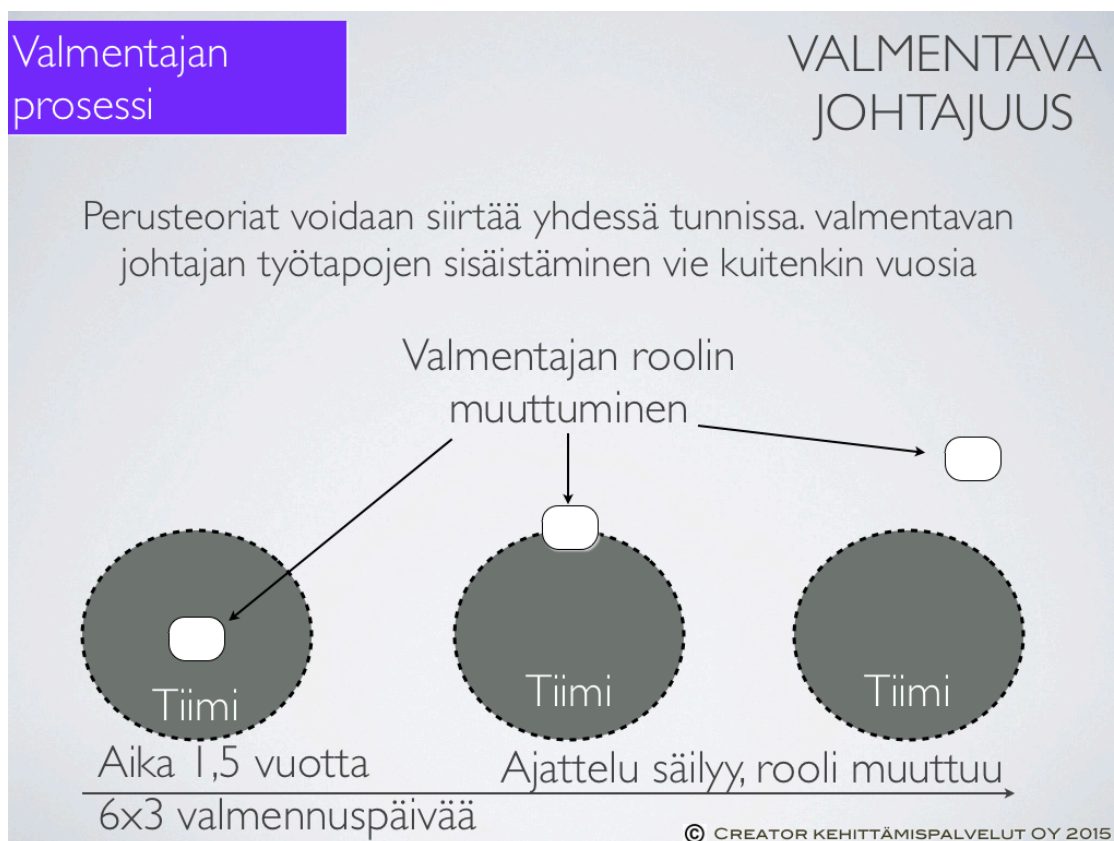 Valmentajan
prosessi
VALMENTAVA
JOHTAJUUS
Perusteoriat voidaan siirtää yhdessä tunnissa. valmentavan
johtajan työtapojen sisäistäminen vie kuitenkin vuosia
Valmentajan roolin
muuttuminen
Tiimi
Tiimi
Tiimi
Aika 1,5 vuotta
Ajattelu säilyy, rooli muuttuu
6x3 valmennuspäivää
© CREATOR KEHITTÄMISPALVELUT OY 2015